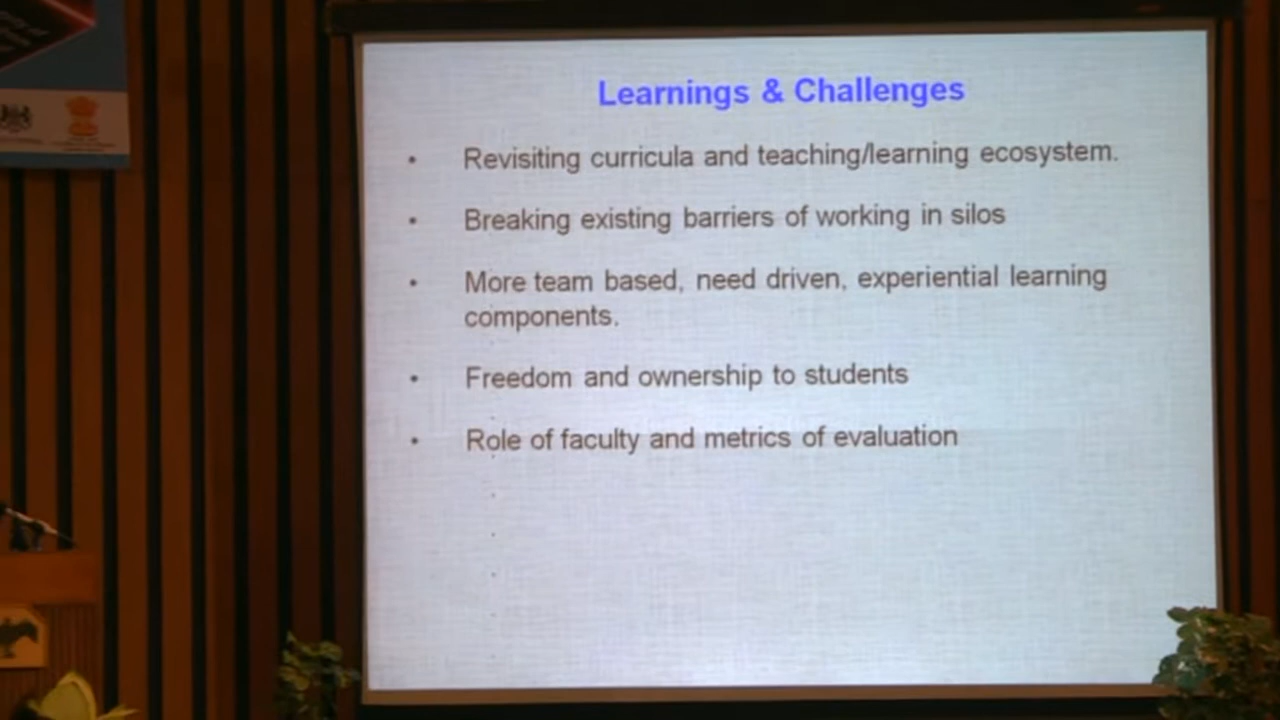 Learnings & Challenges
• Revisiting curricula and teaching/learning ecosystem.
• Breaking existing barriers of working in silos
• More team based, need driven, experiential learning
components.
• Freedom and ownership to students
• Role of faculty and metrics of evaluation